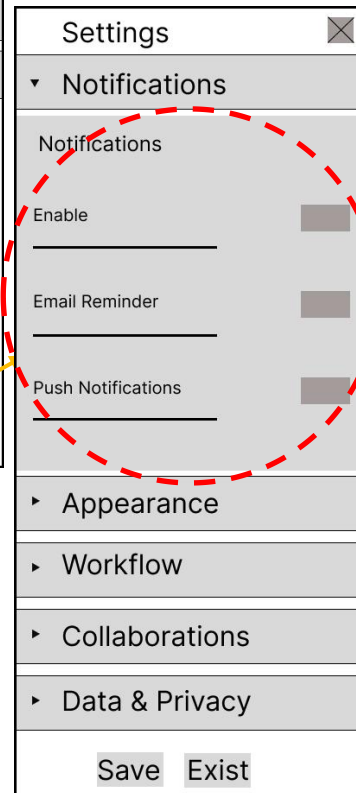 Settings
Notifications
Notifications
Enable
Email Reminder
Push Notifications
Appearance
Workflow
Collaborations
Data & Privacy
Save Exist